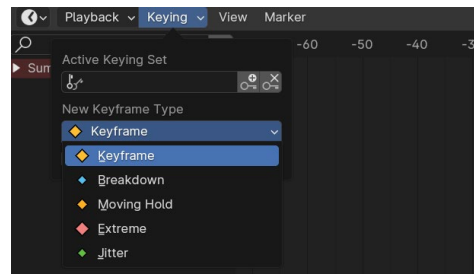 Playback Keying View Marker
-60 -50 -40 -3
Sum
Active Keying Set
New Keyframe Type
Keyframe
Keyframe
Breakdown
Moving Hold
Extreme
Jitter